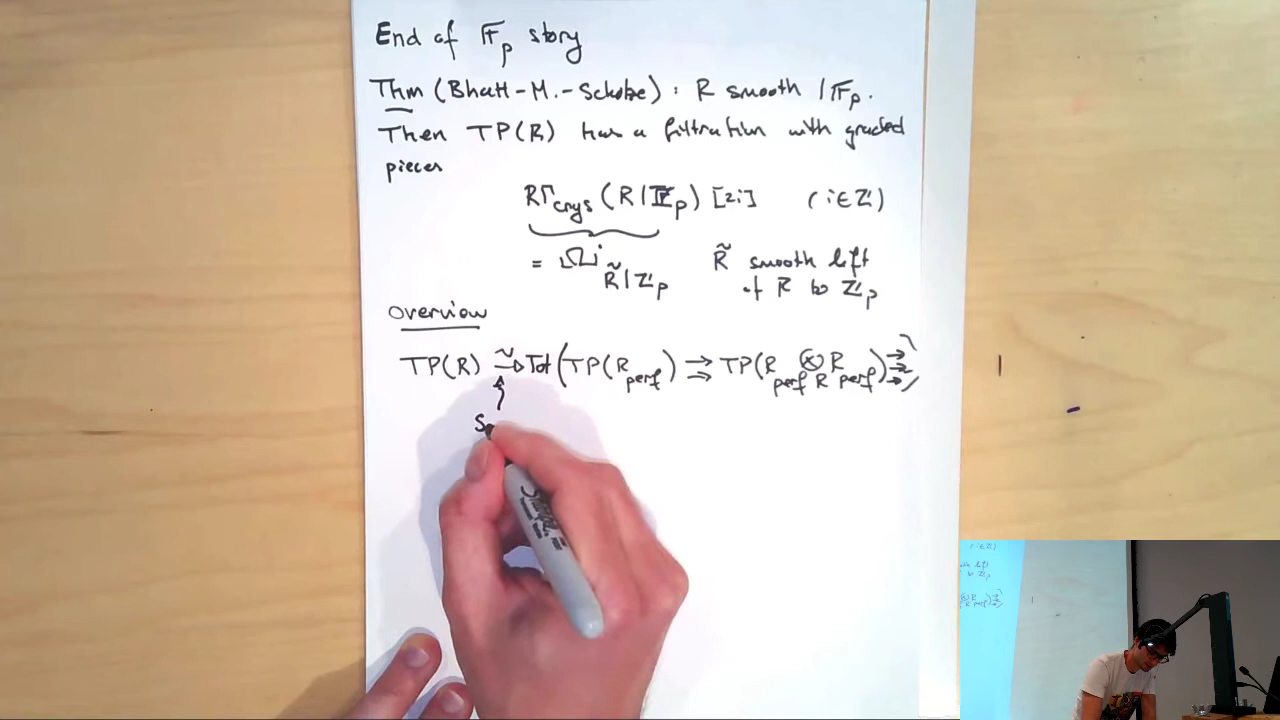 End of 𝔽_p story
Thm (Bhatt-M.-Scholze): R smooth /𝔽_p.
Then TP(R) has a filtration with graded
pieces
RΓ_crys (R|ℤ_p) [2i] (i∈ℤ)
= Ω^•_{R̃|ℤ_p} R̃ smooth lift
of R to ℤ_p
Overview
TP(R) ⥲ Tot(TP(R_perf) ⇉ TP(R_perf ⊗_R R_perf) ⇶)